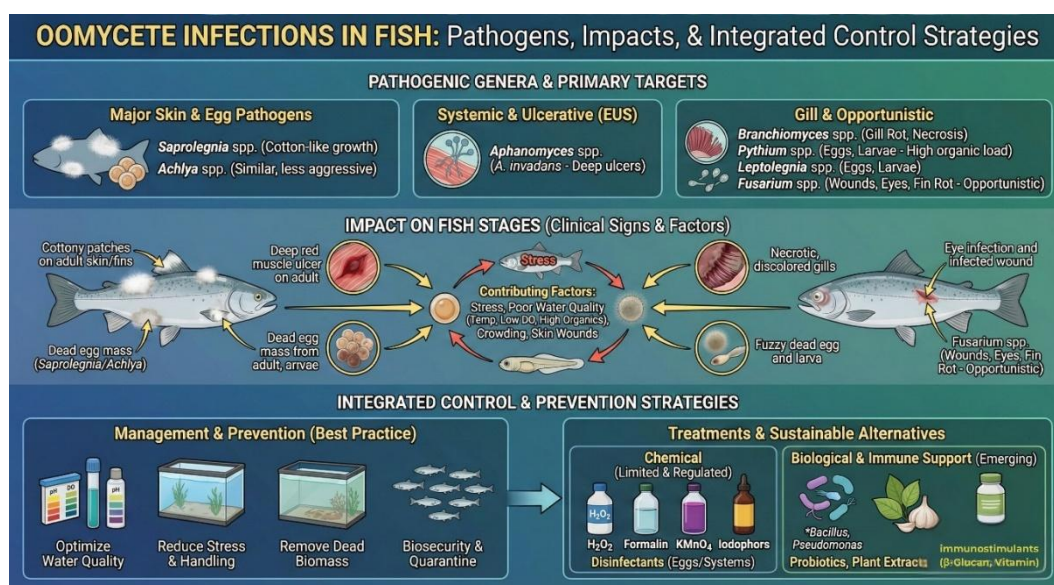 OOMYCETE INFECTIONS IN FISH: Pathogens, Impacts, & Integrated Control Strategies
PATHOGENIC GENERA & PRIMARY TARGETS
Major Skin & Egg Pathogens
Saprolegnia spp. (Cotton-like growth)
Achlya spp. (Similar, less aggressive)
Systemic & Ulcerative (EUS)
Aphanomyces spp.
(A. invadans - Deep ulcers)
Gill & Opportunistic
Branchiomyces spp. (Gill Rot, Necrosis)
Pythium spp. (Eggs, Larvae - High organic load)
Leptolegnia spp. (Eggs, Larvae)
Fusarium spp. (Wounds, Eyes, Fin Rot - Opportunistic)
IMPACT ON FISH STAGES (Clinical Signs & Factors)
Cottony patches
on adult skin/fins
Dead egg mass
(Saprolegnia/Achlya)
Deep red
muscle ulcer
on adult
Dead egg
mass from
adult, arvae
Stress
Contributing Factors:
Stress, Poor Water Quality
(Temp, Low DO, High Organics),
Crowding, Skin Wounds
Necrotic,
discolored gills
Fuzzy dead egg
and larva
Eye infection and
infected wound
Fusarium spp.
(Wounds, Eyes, Fin
Rot - Opportunistic)
INTEGRATED CONTROL & PREVENTION STRATEGIES
Management & Prevention (Best Practice)
pH
DO
pH
Optimize
Water Quality
Reduce Stress
& Handling
Remove Dead
Biomass
Biosecurity &
Quarantine
Treatments & Sustainable Alternatives
Chemical
(Limited & Regulated)
H₂O₂
H₂O₂
Formalin
KMnO₄
Iodophors
Disinfectants (Eggs/Systems)
Biological & Immune Support (Emerging)
*Bacillus,
Pseudomonas
Probiotics, Plant Extracts
Immunostimulants
(β-Glucan, Vitamin)